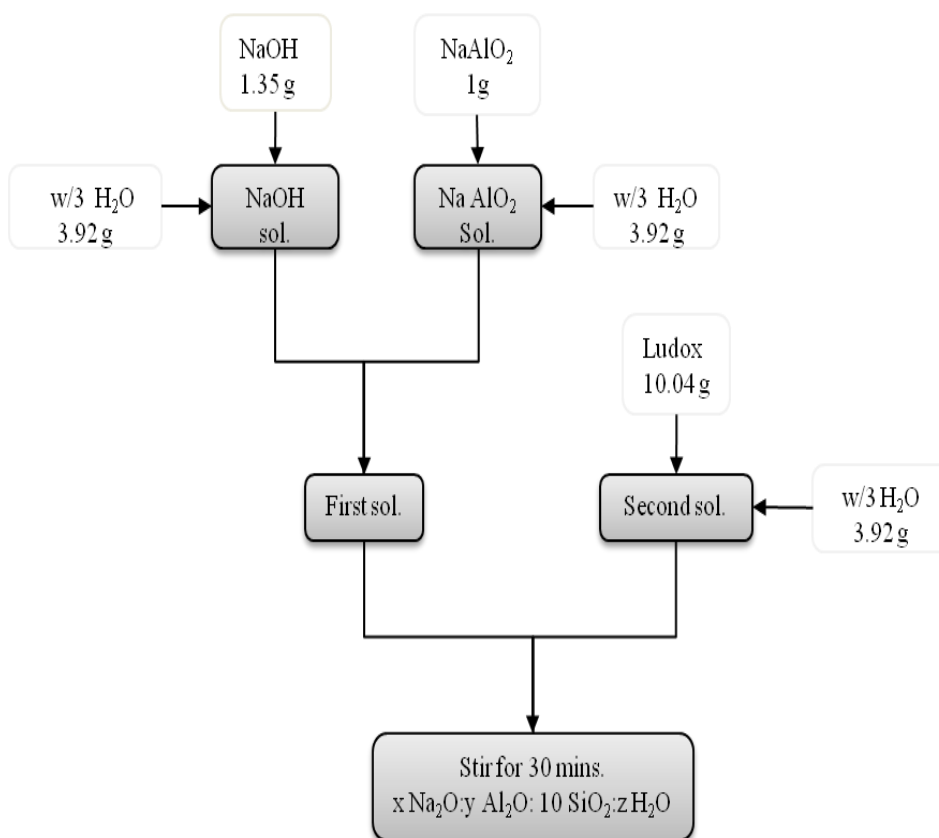 NaOH
1.35 g
NaAlO₂
1g
w/3 H₂O
3.92 g
NaOH
sol.
Na AlO₂
Sol.
w/3 H₂O
3.92 g
Ludox
10.04 g
First sol.
Second sol.
w/3 H₂O
3.92 g
Stir for 30 mins.
x Na₂O:y Al₂O: 10 SiO₂:z H₂O